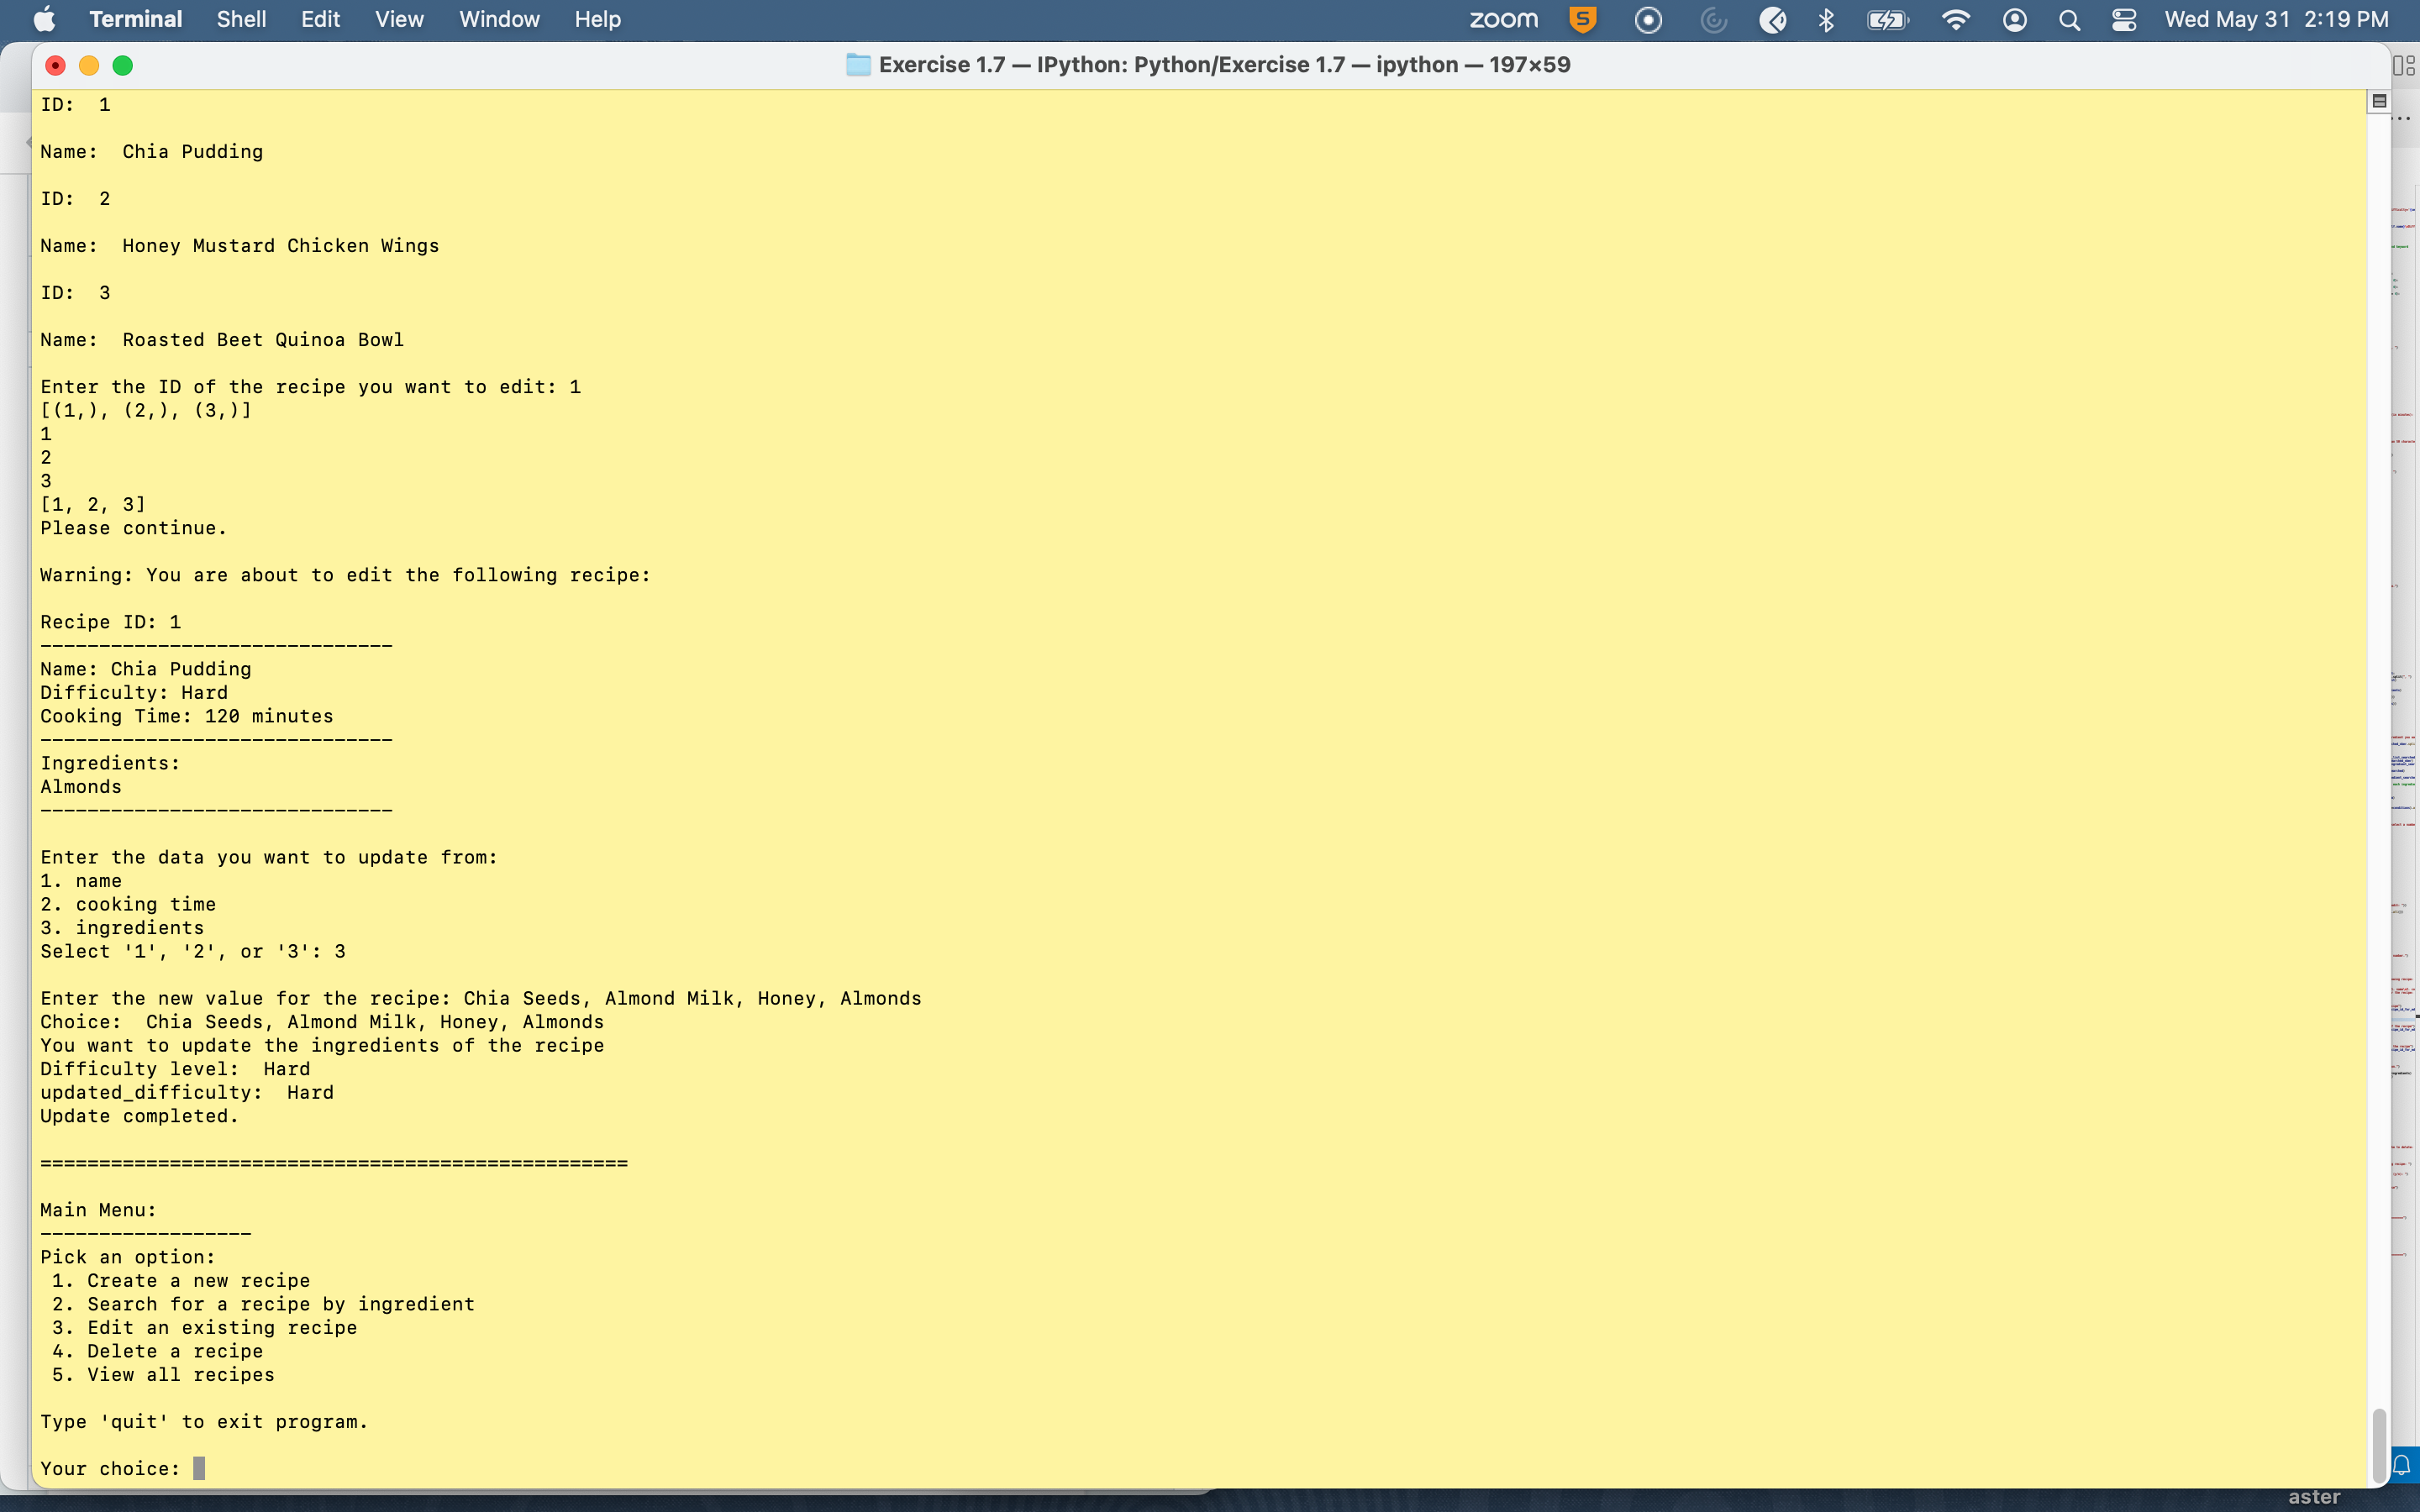 Terminal Shell Edit View Window Help zoom S Wed May 31 2:19 PM
Exercise 1.7 — IPython: Python/Exercise 1.7 — ipython — 197×59
ID:  1
Name:  Chia Pudding
ID:  2
Name:  Honey Mustard Chicken Wings
ID:  3
Name:  Roasted Beet Quinoa Bowl
Enter the ID of the recipe you want to edit: 1
[(1,), (2,), (3,)]
1
2
3
[1, 2, 3]
Please continue.
Warning: You are about to edit the following recipe:
Recipe ID: 1
------------------------------
Name: Chia Pudding
Difficulty: Hard
Cooking Time: 120 minutes
------------------------------
Ingredients:
Almonds
------------------------------
Enter the data you want to update from:
1. name
2. cooking time
3. ingredients
Select '1', '2', or '3': 3
Enter the new value for the recipe: Chia Seeds, Almond Milk, Honey, Almonds
Choice:  Chia Seeds, Almond Milk, Honey, Almonds
You want to update the ingredients of the recipe
Difficulty level:  Hard
updated_difficulty:  Hard
Update completed.
==================================================
Main Menu:
------------------
Pick an option:
 1. Create a new recipe
 2. Search for a recipe by ingredient
 3. Edit an existing recipe
 4. Delete a recipe
 5. View all recipes
Type 'quit' to exit program.
Your choice:
aster